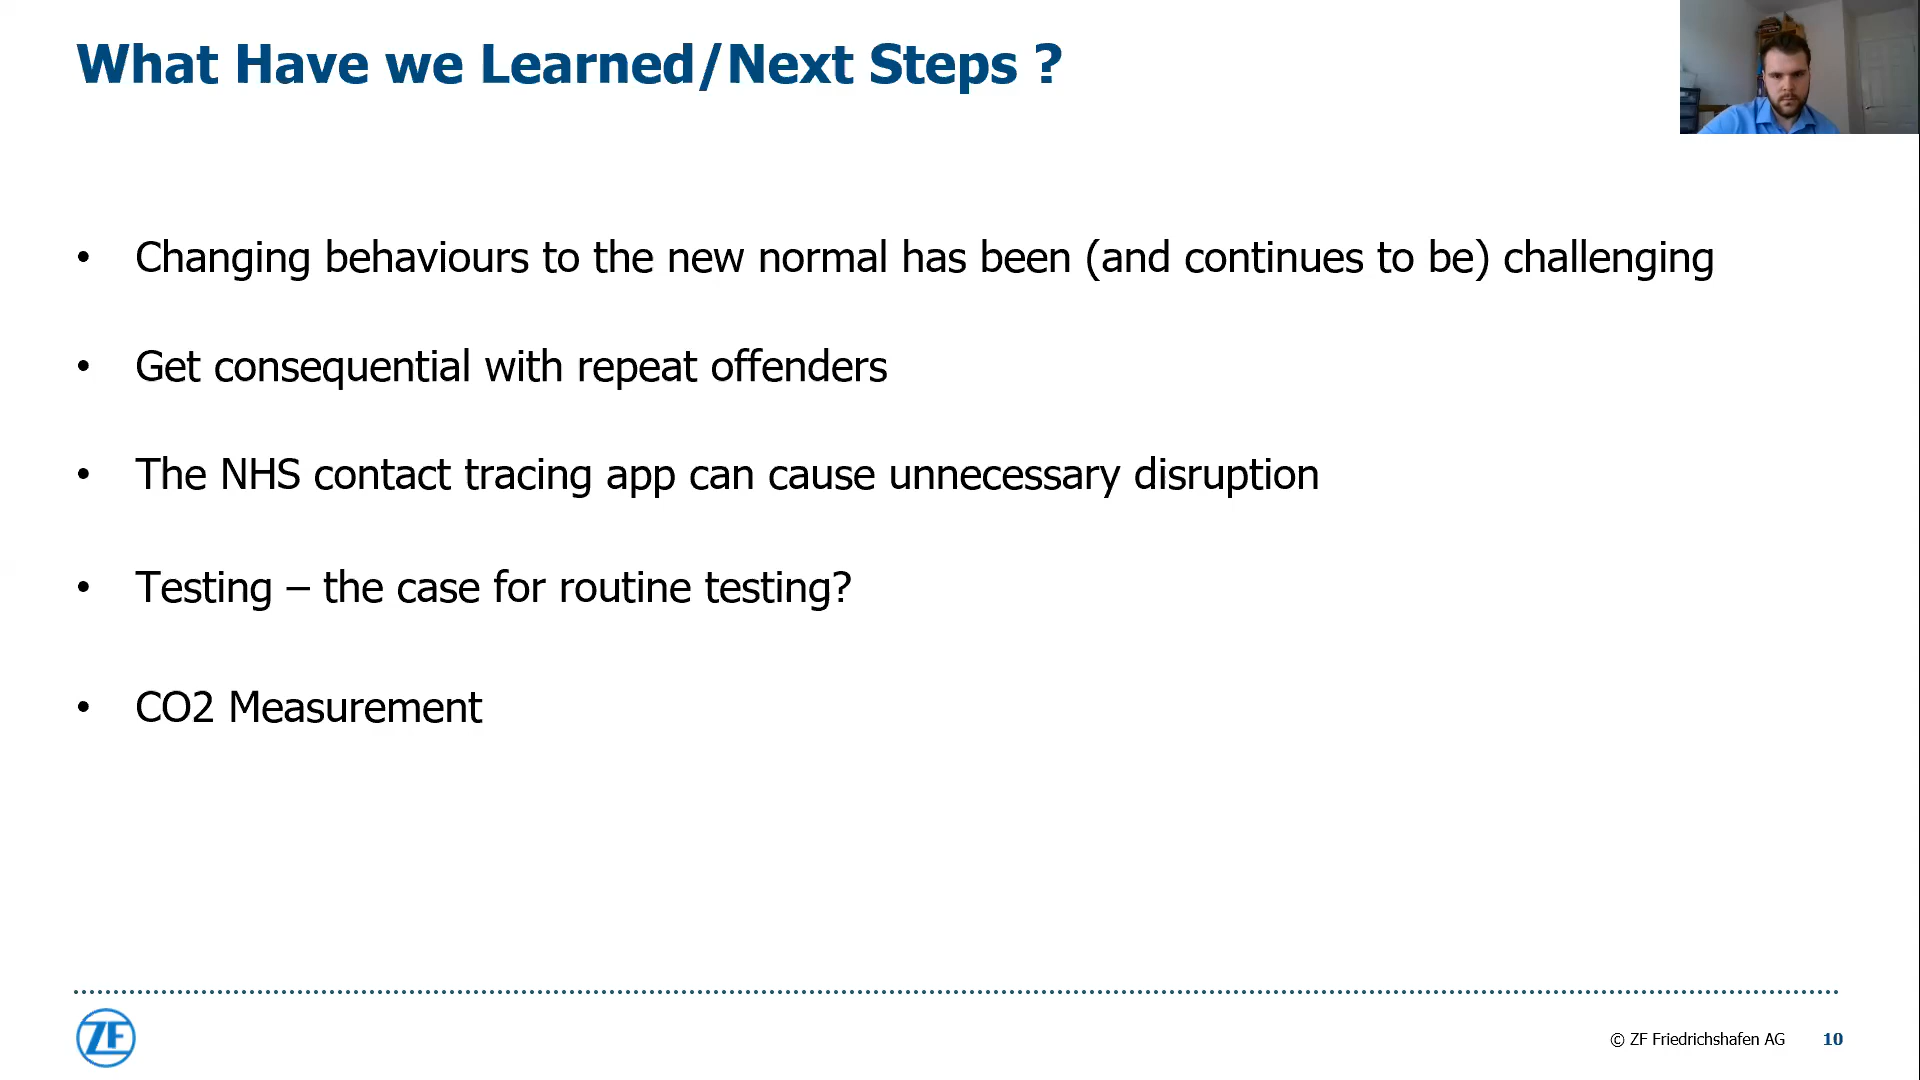 What Have we Learned/Next Steps ?
• Changing behaviours to the new normal has been (and continues to be) challenging
• Get consequential with repeat offenders
• The NHS contact tracing app can cause unnecessary disruption
• Testing – the case for routine testing?
• CO2 Measurement
ZF
© ZF Friedrichshafen AG 10